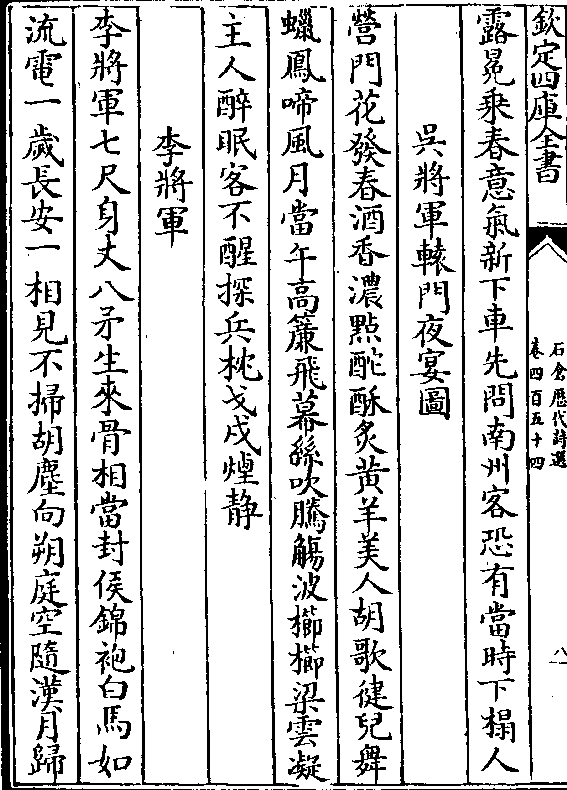 欽定四庫全書
石倉歷代詩選
卷四百五十四
八
露冕乘春意氣新下車先問南州客恐有當時下榻人
吳將軍轅門夜宴圖
營門花發春酒香濃點酡酥炙黃羊美人胡歌健兒舞
蠟鳳啼風月當午高簾飛幕絲吹騰觴波櫛櫛梁雲凝
主人醉眠客不醒探兵枕戈戍煙静
李將軍
李將軍七尺身丈八矛生來骨相當封侯錦袍白馬如
流電一歲長安一相見不掃胡塵向朔庭空隨漢月歸